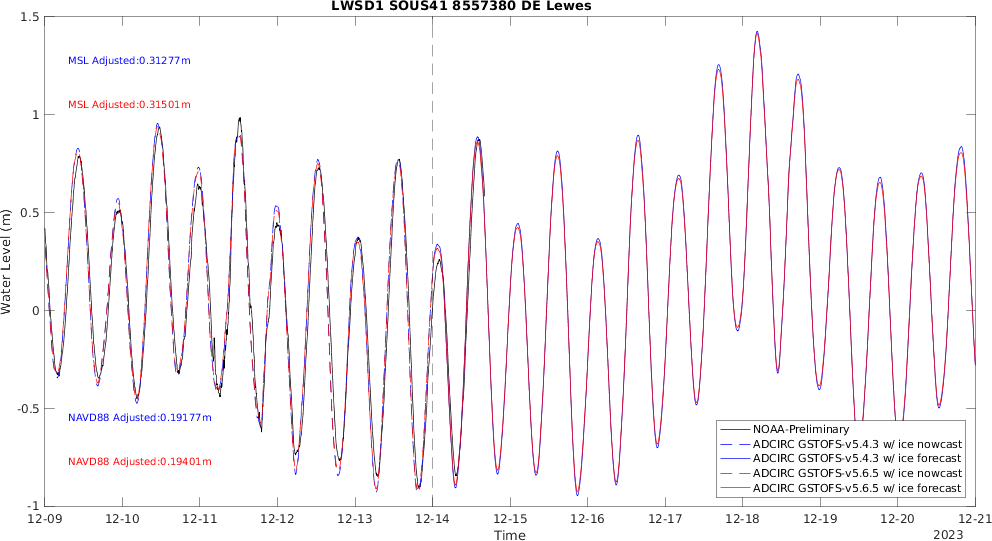 LWSD1 SOUS41 8557380 DE Lewes
1.5
1
0.5
0
-0.5
-1
Water Level (m)
MSL Adjusted:0.31277m
MSL Adjusted:0.31501m
NAVD88 Adjusted:0.19177m
NAVD88 Adjusted:0.19401m
NOAA-Preliminary
ADCIRC GSTOFS-v5.4.3 w/ ice nowcast
ADCIRC GSTOFS-v5.4.3 w/ ice forecast
ADCIRC GSTOFS-v5.6.5 w/ ice nowcast
ADCIRC GSTOFS-v5.6.5 w/ ice forecast
12-09 12-10 12-11 12-12 12-13 12-14 12-15 12-16 12-17 12-18 12-19 12-20 12-21
Time
2023